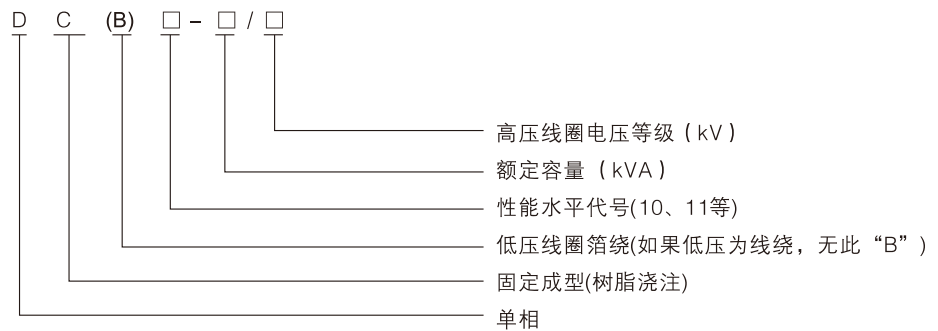 D C (B) □-□/□
高压线圈电压等级(kV)
额定容量(kVA)
性能水平代号(10、11等)
低压线圈箔绕(如果低压为线绕，无此“B”)
固定成型(树脂浇注)
单相